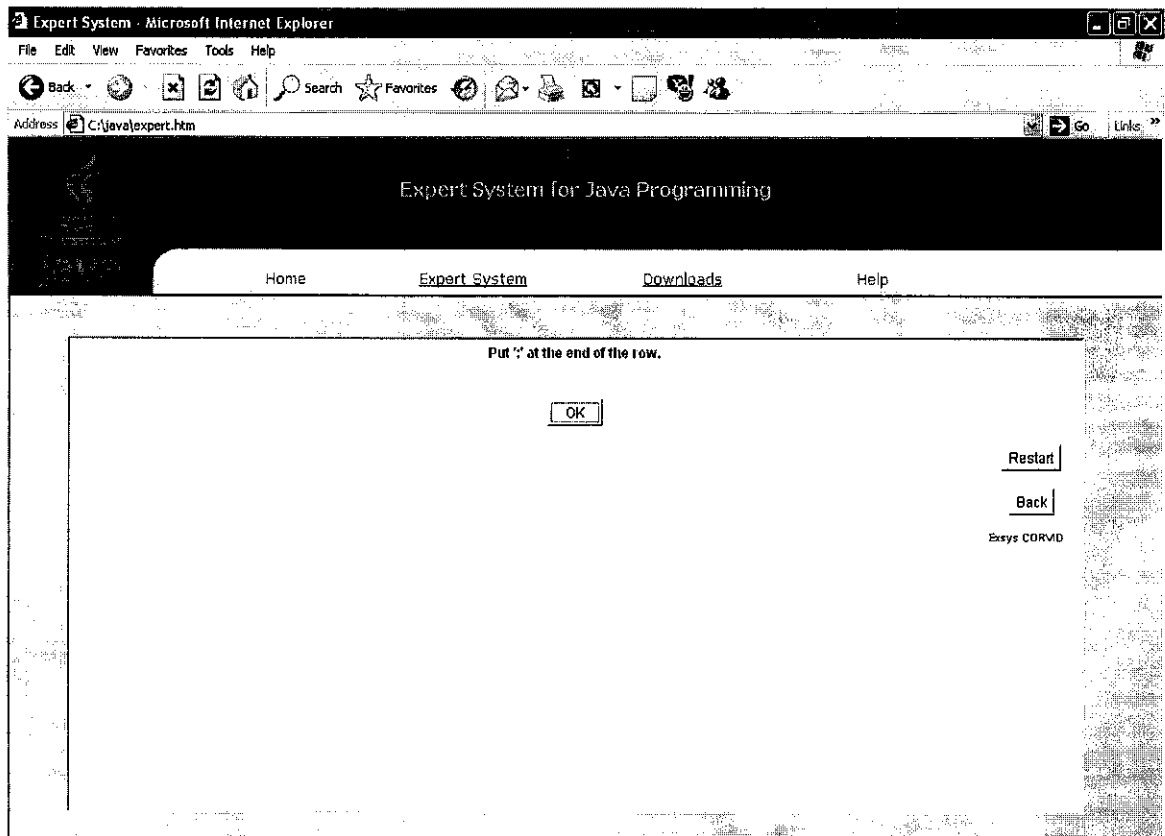 Expert System - Microsoft Internet Explorer
File Edit View Favorites Tools Help
Back Search Favorites
Address C:\java\expert.htm Go Links »
Expert System for Java Programming
Home Expert System Downloads Help
Put ';' at the end of the row.
OK
Restart
Back
Exsys CORVID